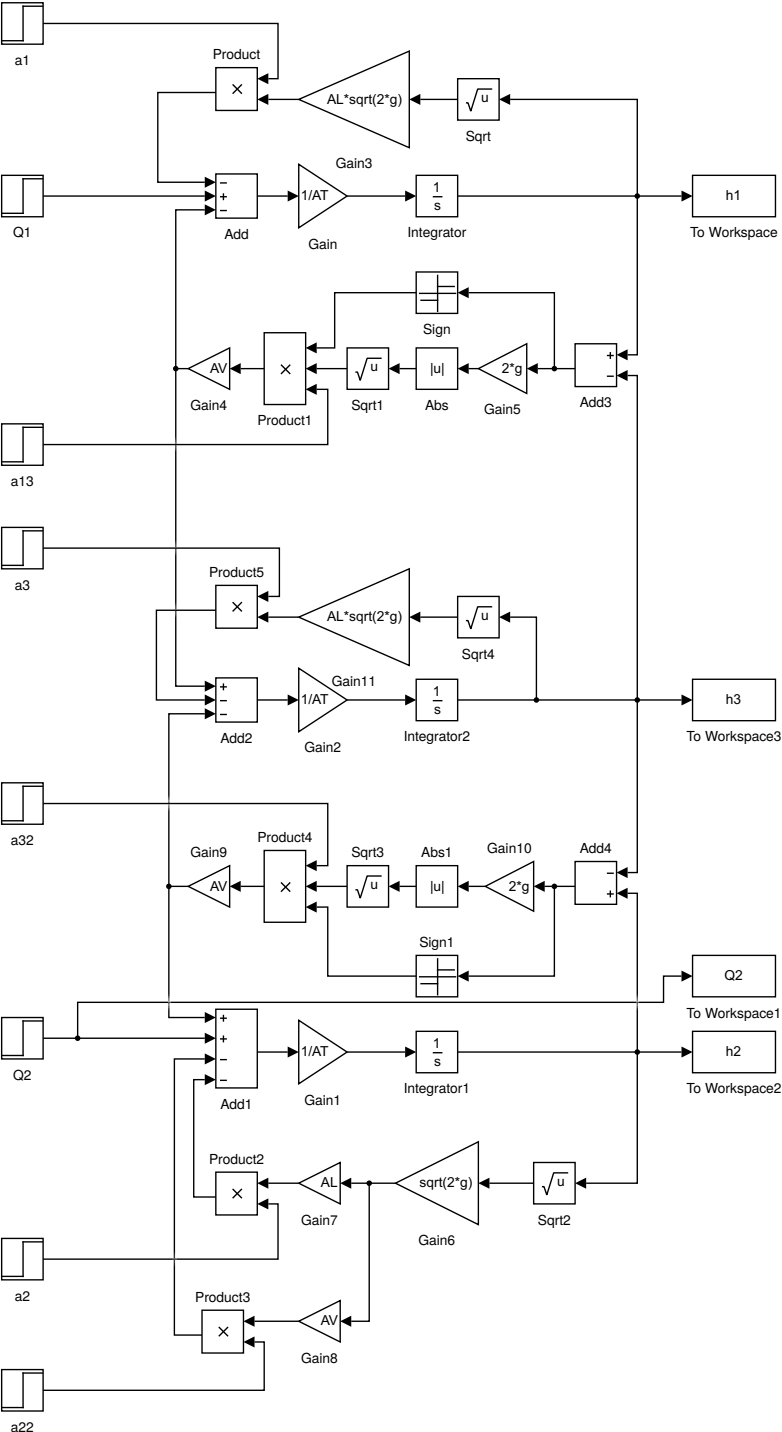 a1
Product
×
AL*sqrt(2*g)
√u
Sqrt
Gain3
Q1
−
+
−
Add
1/AT
Gain
1
s
Integrator
h1
To Workspace
Sign
AV
Gain4
×
Product1
√u
Sqrt1
|u|
Abs
2*g
Gain5
+
−
Add3
a13
a3
Product5
×
AL*sqrt(2*g)
√u
Sqrt4
Gain11
+
−
−
Add2
1/AT
Gain2
1
s
Integrator2
h3
To Workspace3
a32
Gain9
AV
Product4
×
Sqrt3
√u
Abs1
|u|
Gain10
2*g
Add4
−
+
Sign1
Q2
To Workspace1
Q2
+
+
−
−
Add1
1/AT
Gain1
1
s
Integrator1
h2
To Workspace2
Product2
×
AL
Gain7
sqrt(2*g)
Gain6
√u
Sqrt2
a2
Product3
×
AV
Gain8
a22